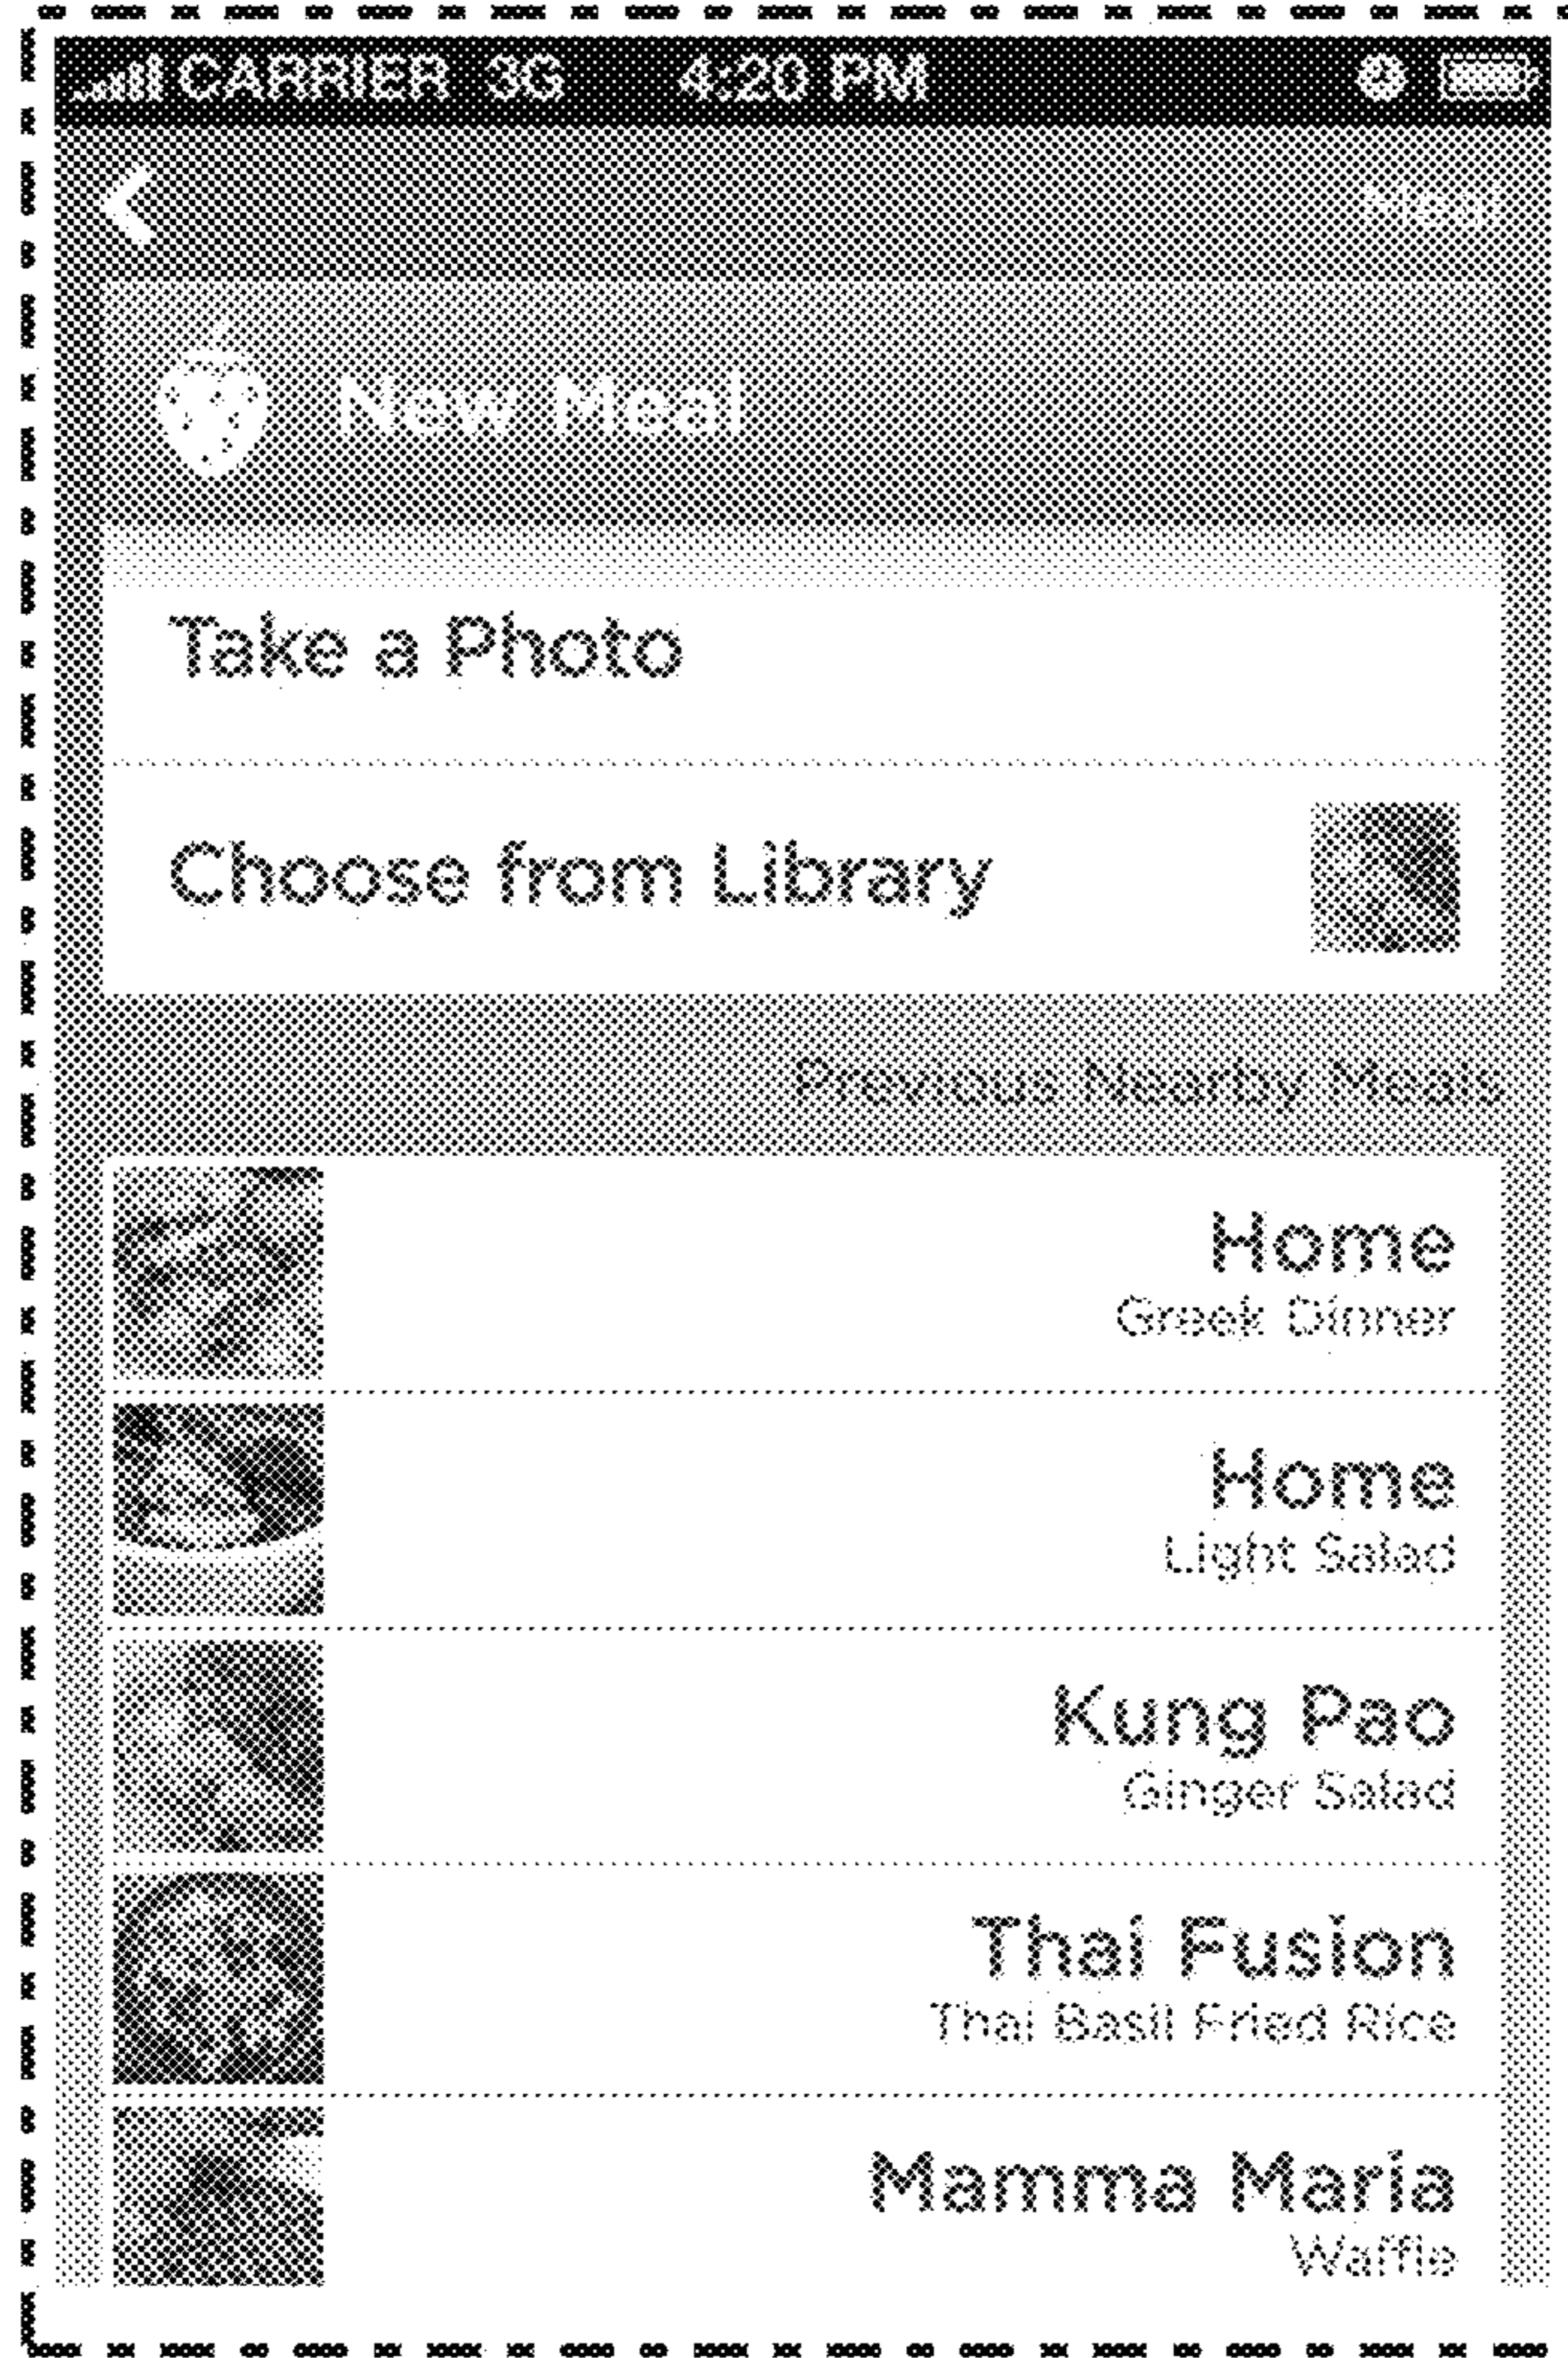 CARRIER 3G 4:20 PM
Meal
New Meal
Take a Photo
Choose from Library
Previous Nearby Meals
Home
Greek Dinner
Home
Light Salad
Kung Pao
Ginger Salad
Thai Fusion
Thai Basil Fried Rice
Mamma Maria
Waffle